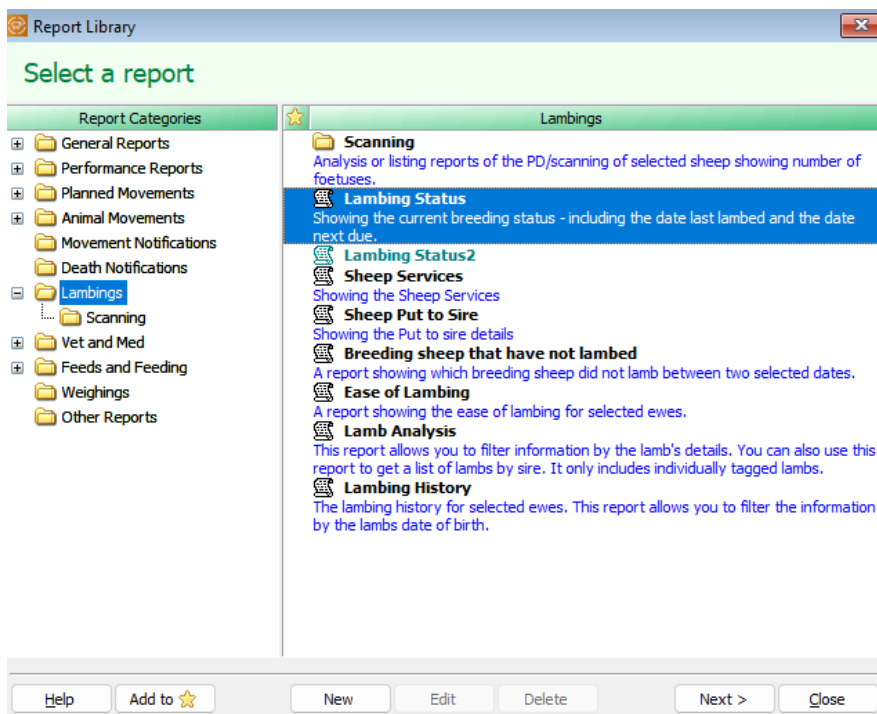 Report Library
Select a report
Report Categories
General Reports
Performance Reports
Planned Movements
Animal Movements
Movement Notifications
Death Notifications
Lambings
Scanning
Vet and Med
Feeds and Feeding
Weighings
Other Reports
Lambings
Scanning
Analysis or listing reports of the PD/scanning of selected sheep showing number of
foetuses.
Lambing Status
Showing the current breeding status - including the date last lambed and the date
next due.
Lambing Status2
Sheep Services
Showing the Sheep Services
Sheep Put to Sire
Showing the Put to sire details
Breeding sheep that have not lambed
A report showing which breeding sheep did not lamb between two selected dates.
Ease of Lambing
A report showing the ease of lambing for selected ewes.
Lamb Analysis
This report allows you to filter information by the lamb's details. You can also use this
report to get a list of lambs by sire. It only includes individually tagged lambs.
Lambing History
The lambing history for selected ewes. This report allows you to filter the information
by the lambs date of birth.
Help Add to New Edit Delete Next > Close